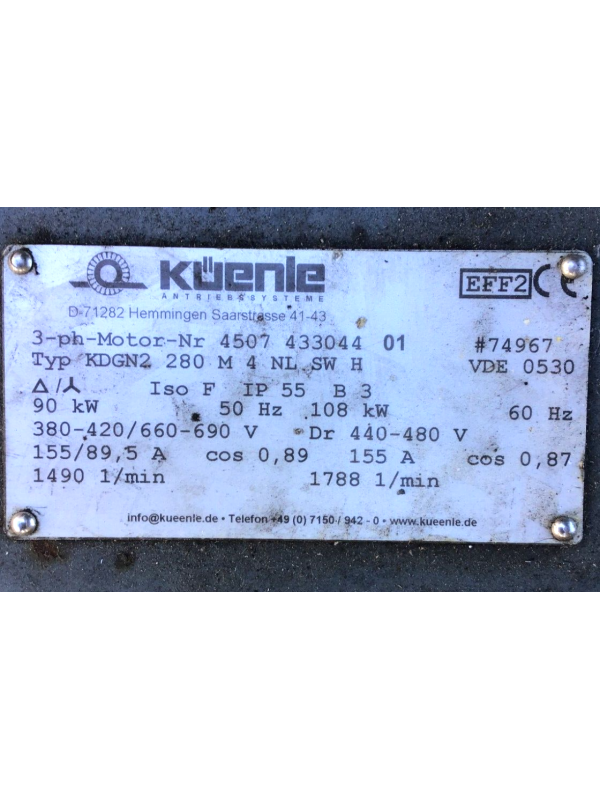 KÜENLE
ANTRIEBSSYSTEME
EFF2 CE
D-71282 Hemmingen Saarstrasse 41-43
3-ph-Motor-Nr 4507 433044 01 #74967
Typ KDGN2 280 M 4 NL SW H VDE 0530
Δ/⅄ Iso F IP 55 B 3
90 kW 50 Hz 108 kW 60 Hz
380-420/660-690 V Dr 440-480 V
155/89,5 A cos 0,89 155 A cos 0,87
1490 1/min 1788 1/min
info@kueenle.de • Telefon +49 (0) 7150 / 942 - 0 • www.kueenle.de